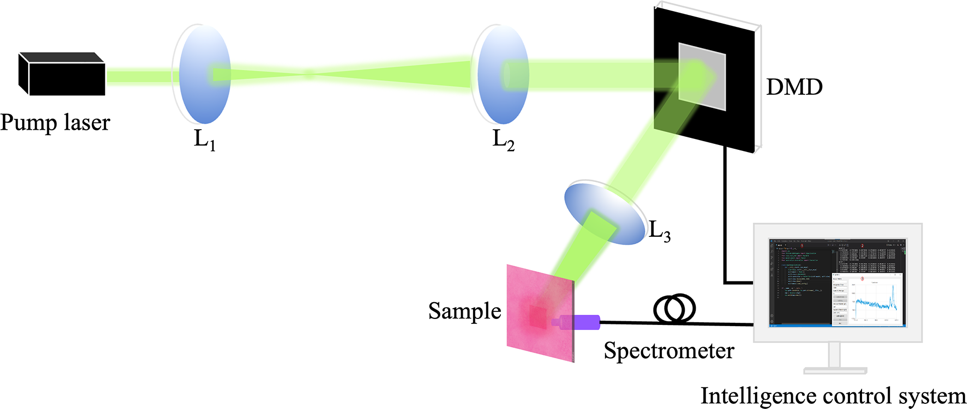 Pump laser
L1
L2
DMD
L3
Sample
Spectrometer
Intelligence control system